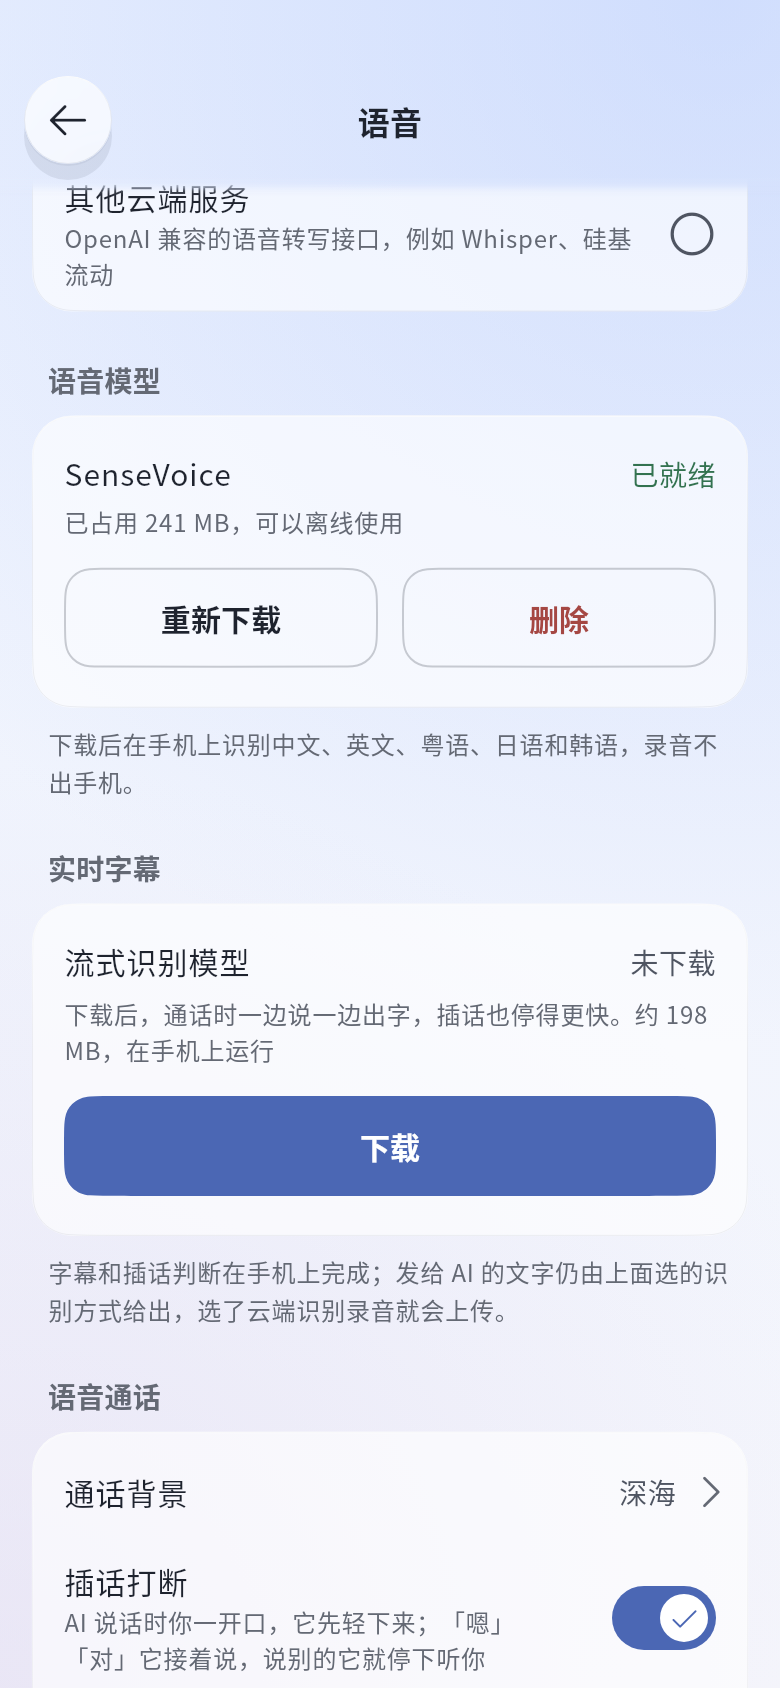 语音
其他云端服务
OpenAI 兼容的语音转写接口，例如 Whisper、硅基
流动
语音模型
SenseVoice
已就绪
已占用 241 MB，可以离线使用
重新下载
删除
下载后在手机上识别中文、英文、粤语、日语和韩语，录音不
出手机。
实时字幕
流式识别模型
未下载
下载后，通话时一边说一边出字，插话也停得更快。约 198
MB，在手机上运行
下载
字幕和插话判断在手机上完成；发给 AI 的文字仍由上面选的识
别方式给出，选了云端识别录音就会上传。
语音通话
通话背景
深海
插话打断
AI 说话时你一开口，它先轻下来；「嗯」
「对」它接着说，说别的它就停下听你